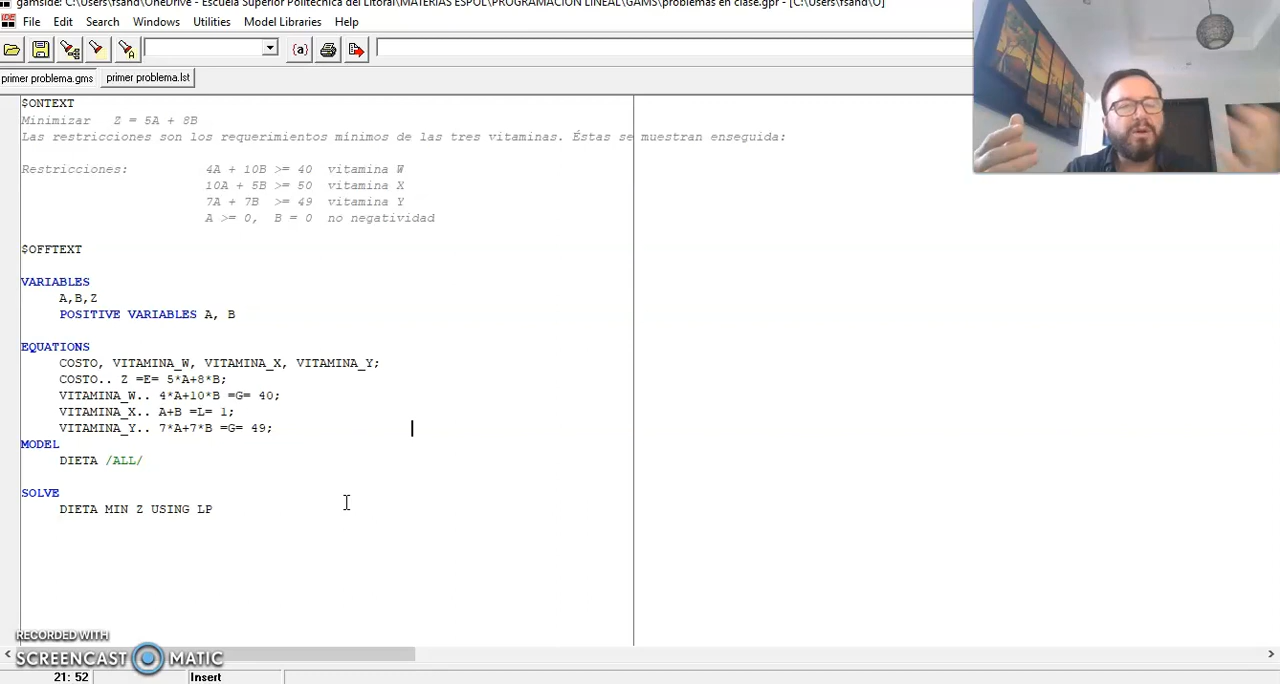 gamside: C:\Users\fsand\OneDrive - Escuela Superior Politécnica del Litoral\MATERIAS ESPOL\PROGRAMACIÓN LINEAL\GAMS\problemas en clase.gpr - [C:\Users\fsand\O]
IDE File Edit Search Windows Utilities Model Libraries Help
{a}
primer problema.gms primer problema.lst
$ONTEXT
Minimizar Z = 5A + 8B
Las restricciones son los requerimientos mínimos de las tres vitaminas. Éstas se muestran enseguida:
Restricciones: 4A + 10B >= 40 vitamina W
10A + 5B >= 50 vitamina X
7A + 7B >= 49 vitamina Y
A >= 0, B = 0 no negatividad
$OFFTEXT
VARIABLES
A,B,Z
POSITIVE VARIABLES A, B
EQUATIONS
COSTO, VITAMINA_W, VITAMINA_X, VITAMINA_Y;
COSTO.. Z =E= 5*A+8*B;
VITAMINA_W.. 4*A+10*B =G= 40;
VITAMINA_X.. A+B =L= 1;
VITAMINA_Y.. 7*A+7*B =G= 49;
MODEL
DIETA /ALL/
SOLVE
DIETA MIN Z USING LP
RECORDED WITH
SCREENCAST MATIC
21: 52 Insert